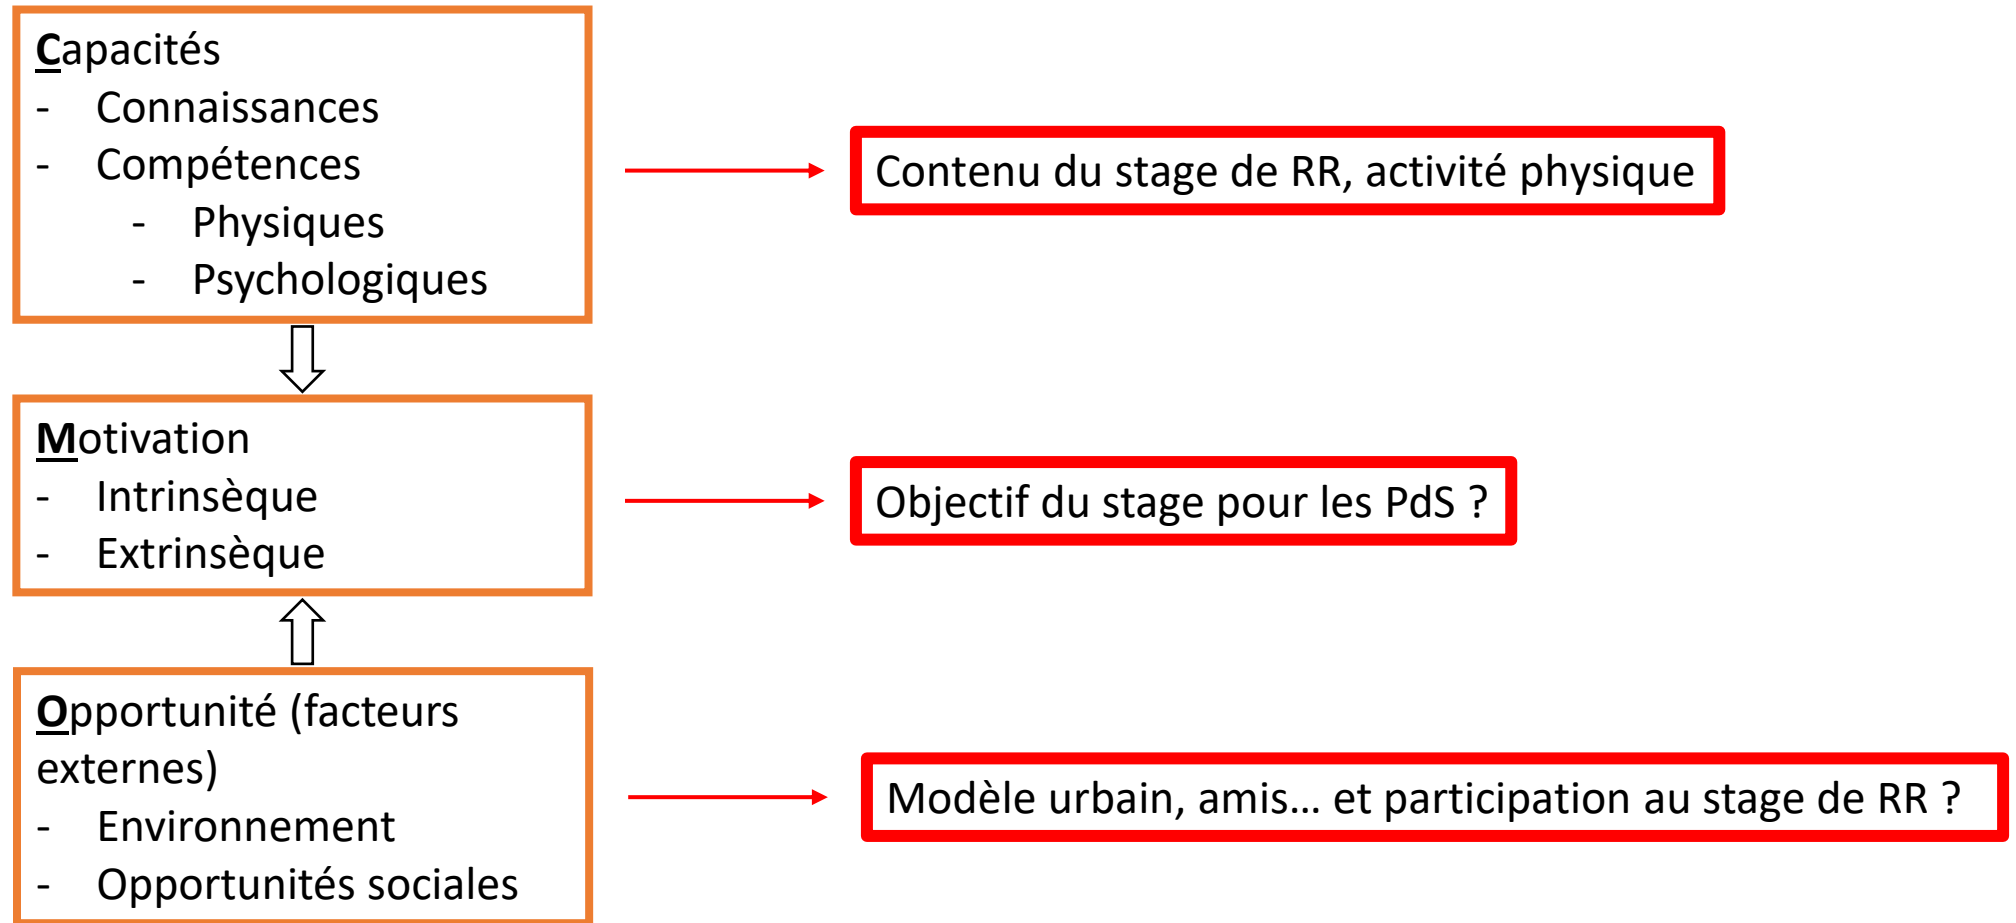 Capacités
- Connaissances
- Compétences
- Physiques
- Psychologiques
Contenu du stage de RR, activité physique
Motivation
- Intrinsèque
- Extrinsèque
Objectif du stage pour les PdS ?
Opportunité (facteurs
externes)
- Environnement
- Opportunités sociales
Modèle urbain, amis… et participation au stage de RR ?